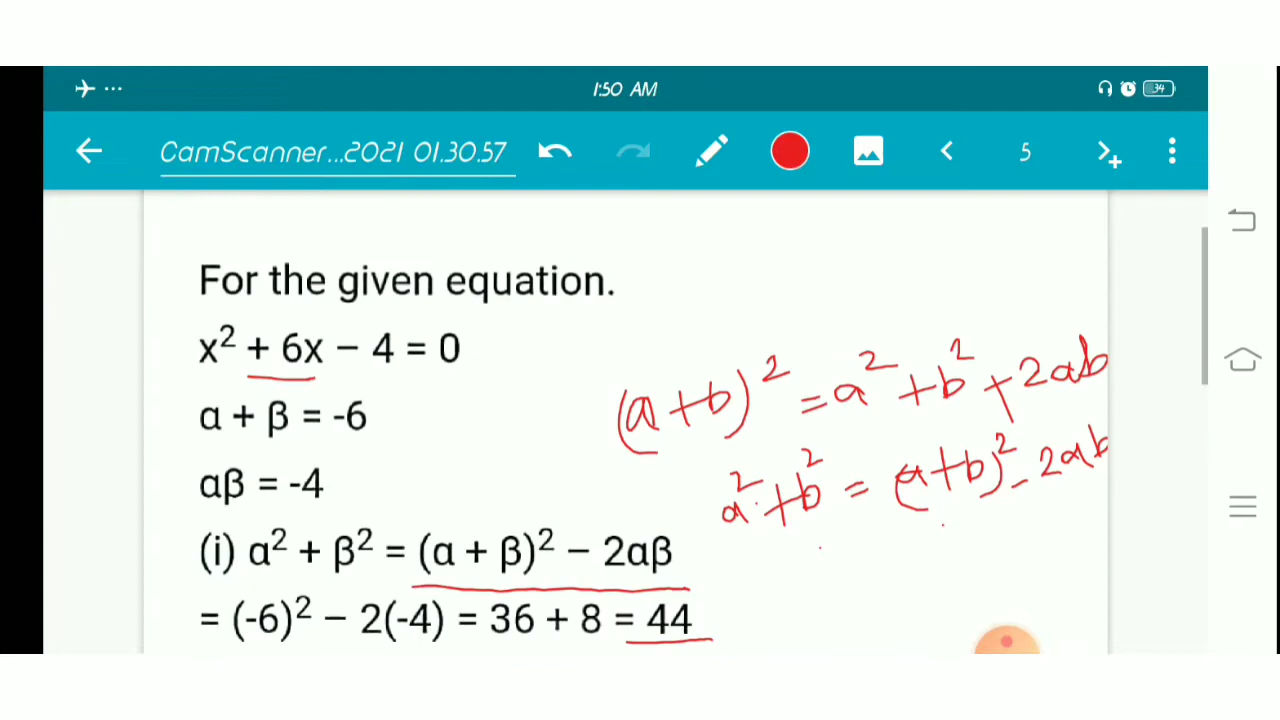 1:50 AM
34
CamScanner...2021 01.30.57
5
For the given equation.
x² + 6x − 4 = 0
(a+b)² = a² + b² + 2ab
α + β = -6
a² + b² = (a+b)² - 2ab
αβ = -4
(i) α² + β² = (α + β)² − 2αβ
= (-6)² − 2(-4) = 36 + 8 = 44